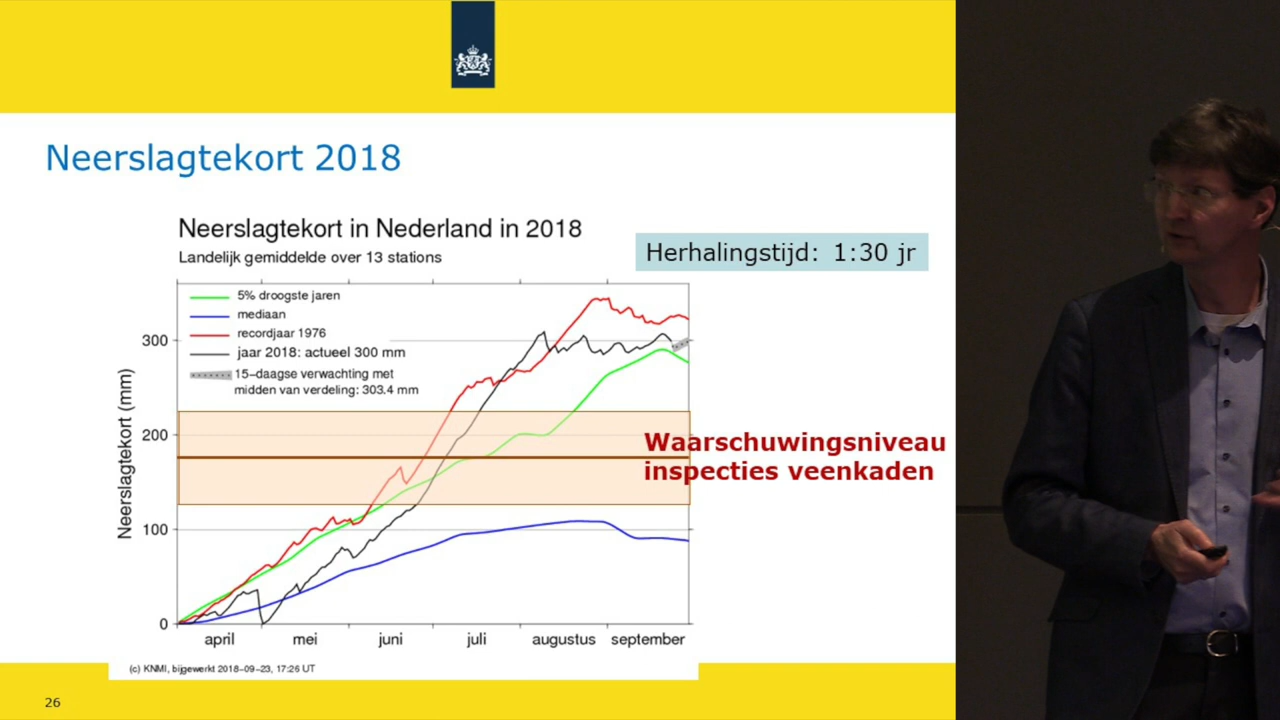 Neerslagtekort 2018
Neerslagtekort in Nederland in 2018
Landelijk gemiddelde over 13 stations
Herhalingstijd: 1:30 jr
5% droogste jaren
mediaan
recordjaar 1976
jaar 2018: actueel 300 mm
15-daagse verwachting met
midden van verdeling: 303.4 mm
Neerslagtekort (mm)
300
200
100
0
Waarschuwingsniveau
inspecties veenkaden
april mei juni juli augustus september
(c) KNMI, bijgewerkt 2018-09-23, 17:26 UT
26